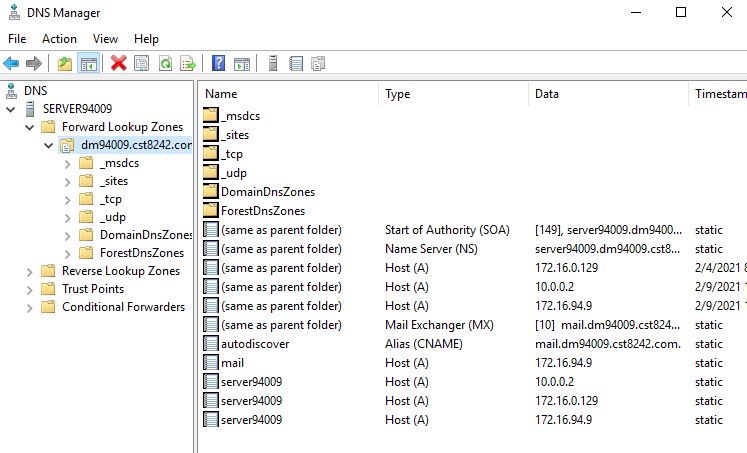 DNS Manager
File Action View Help
DNS
SERVER94009
Forward Lookup Zones
dm94009.cst8242.com
_msdcs
_sites
_tcp
_udp
DomainDnsZones
ForestDnsZones
Reverse Lookup Zones
Trust Points
Conditional Forwarders
Name Type Data Timestam
_msdcs
_sites
_tcp
_udp
DomainDnsZones
ForestDnsZones
(same as parent folder) Start of Authority (SOA) [149], server94009.dm9400... static
(same as parent folder) Name Server (NS) server94009.dm94009.cst8... static
(same as parent folder) Host (A) 172.16.0.129 2/4/2021 8
(same as parent folder) Host (A) 10.0.0.2 2/9/2021 1
(same as parent folder) Host (A) 172.16.94.9 2/9/2021 1
(same as parent folder) Mail Exchanger (MX) [10] mail.dm94009.cst824... static
autodiscover Alias (CNAME) mail.dm94009.cst8242.com. static
mail Host (A) 172.16.94.9 static
server94009 Host (A) 10.0.0.2 static
server94009 Host (A) 172.16.0.129 static
server94009 Host (A) 172.16.94.9 static